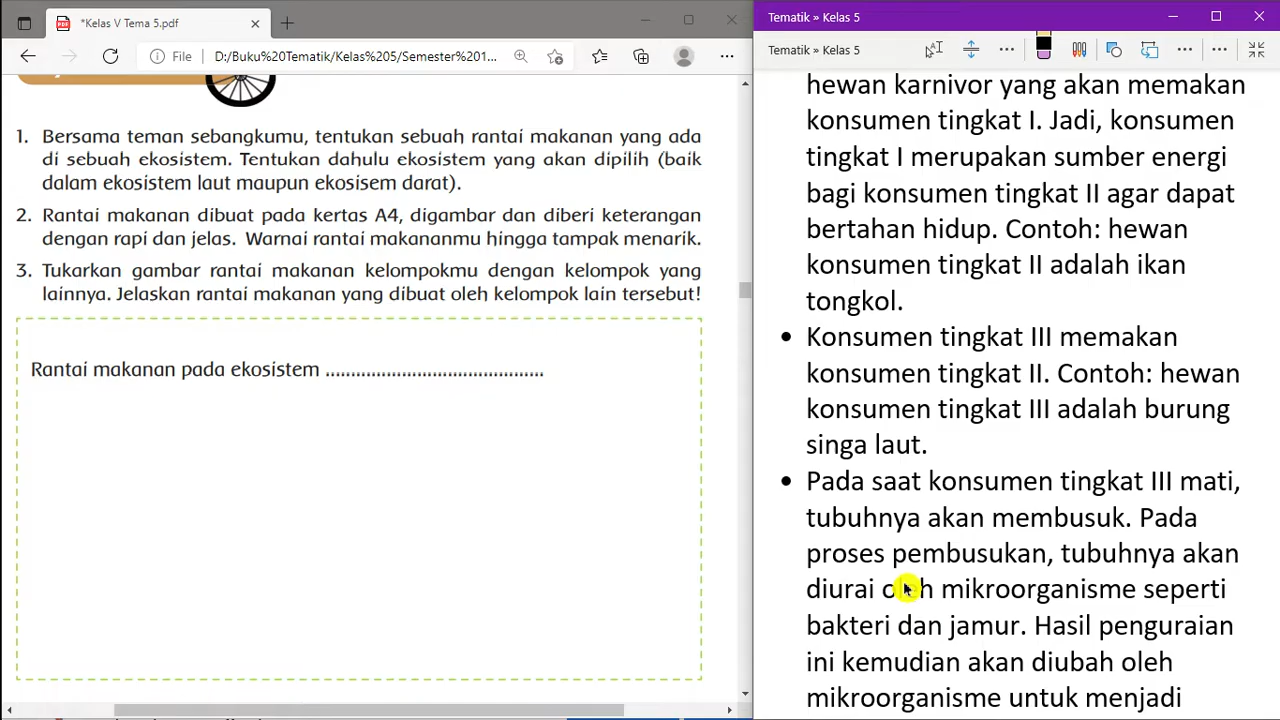 *Kelas V Tema 5.pdf
File
D:/Buku%20Tematik/Kelas%205/Semester%201...
1. Bersama teman sebangkumu, tentukan sebuah rantai makanan yang ada
di sebuah ekosistem. Tentukan dahulu ekosistem yang akan dipilih (baik
dalam ekosistem laut maupun ekosisem darat).
2. Rantai makanan dibuat pada kertas A4, digambar dan diberi keterangan
dengan rapi dan jelas. Warnai rantai makananmu hingga tampak menarik.
3. Tukarkan gambar rantai makanan kelompokmu dengan kelompok yang
lainnya. Jelaskan rantai makanan yang dibuat oleh kelompok lain tersebut!
Rantai makanan pada ekosistem ..........................................
Tematik » Kelas 5
Tematik » Kelas 5
hewan karnivor yang akan memakan
konsumen tingkat I. Jadi, konsumen
tingkat I merupakan sumber energi
bagi konsumen tingkat II agar dapat
bertahan hidup. Contoh: hewan
konsumen tingkat II adalah ikan
tongkol.
• Konsumen tingkat III memakan
konsumen tingkat II. Contoh: hewan
konsumen tingkat III adalah burung
singa laut.
• Pada saat konsumen tingkat III mati,
tubuhnya akan membusuk. Pada
proses pembusukan, tubuhnya akan
diurai oleh mikroorganisme seperti
bakteri dan jamur. Hasil penguraian
ini kemudian akan diubah oleh
mikroorganisme untuk menjadi